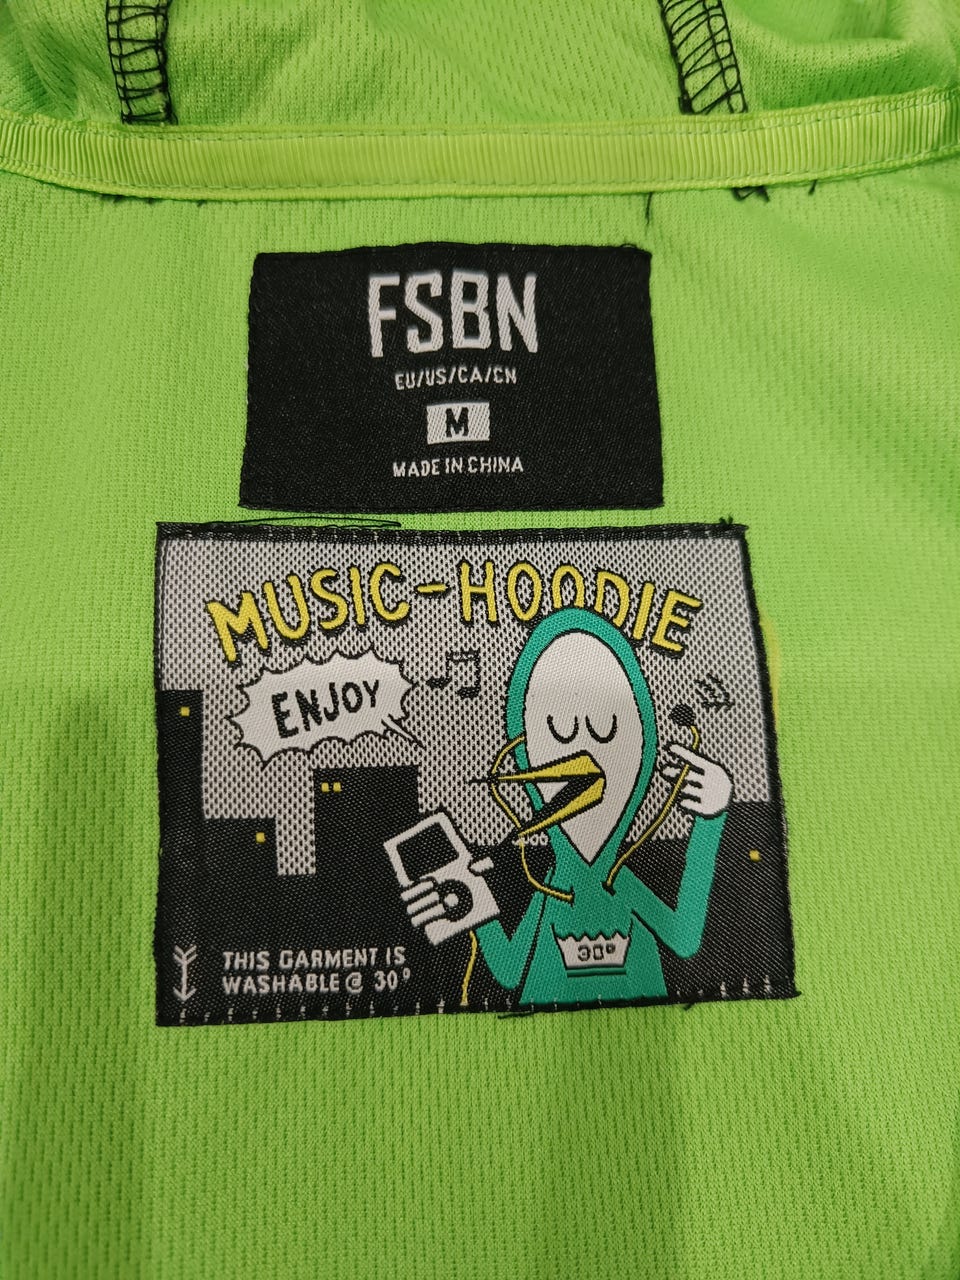 FSBN
EU/US/CA/CN
M
MADE IN CHINA
MUSIC-HOODIE
ENJOY
30°
THIS GARMENT IS
WASHABLE @ 30°